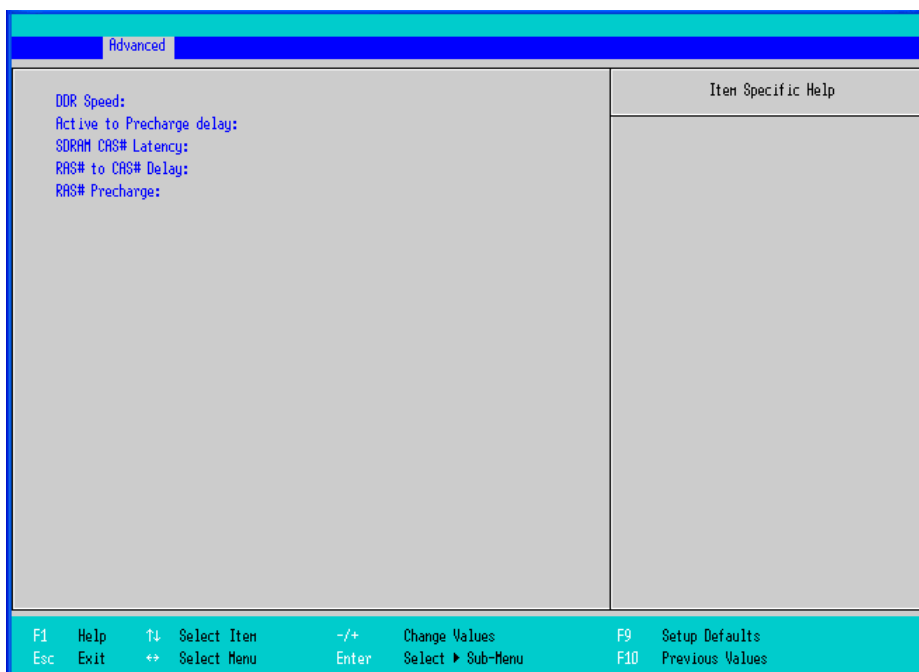 Advanced
DDR Speed:
Active to Precharge delay:
SDRAM CAS# Latency:
RAS# to CAS# Delay:
RAS# Precharge:
Item Specific Help
F1 Help ↑↓ Select Item -/+ Change Values F9 Setup Defaults
Esc Exit ↔ Select Menu Enter Select ▶ Sub-Menu F10 Previous Values